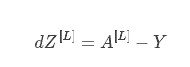 dZ^[L] = A^[L] − Y